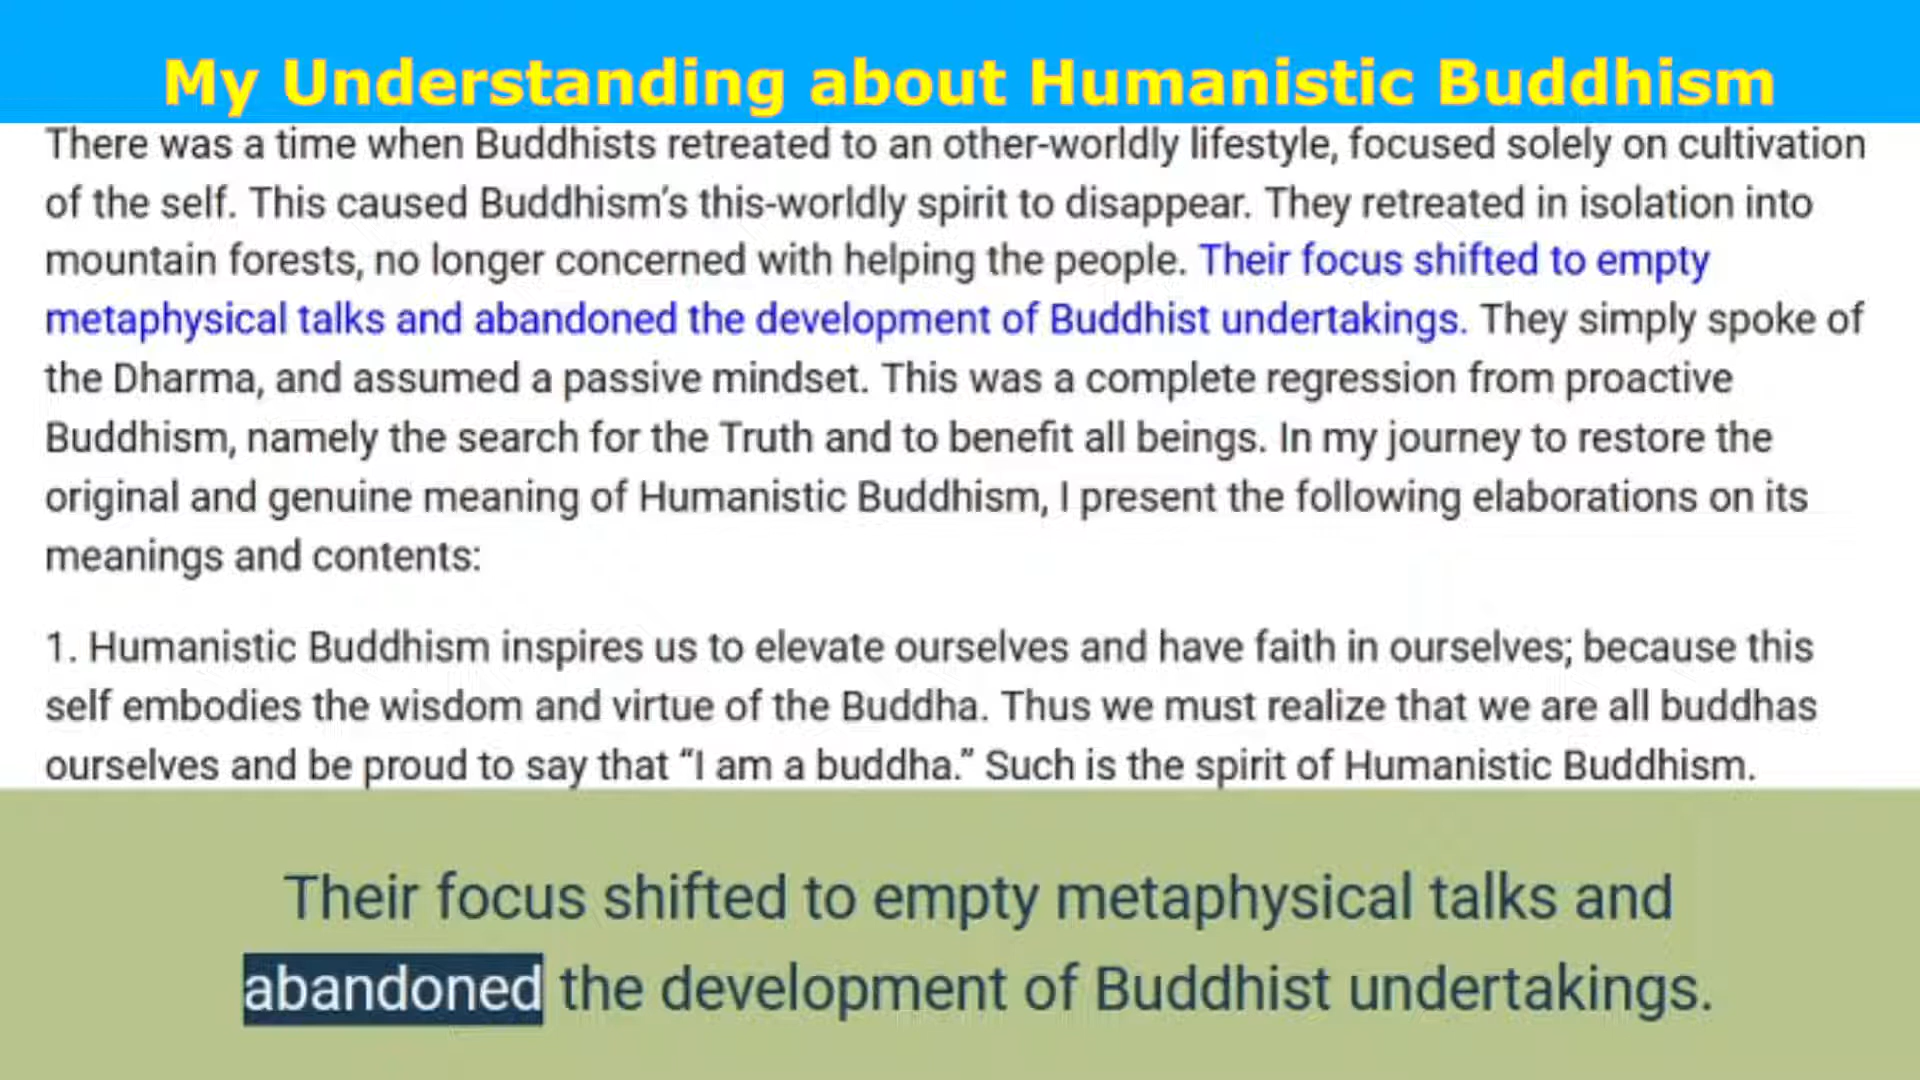 My Understanding about Humanistic Buddhism
There was a time when Buddhists retreated to an other-worldly lifestyle, focused solely on cultivation
of the self. This caused Buddhism’s this-worldly spirit to disappear. They retreated in isolation into
mountain forests, no longer concerned with helping the people. Their focus shifted to empty
metaphysical talks and abandoned the development of Buddhist undertakings. They simply spoke of
the Dharma, and assumed a passive mindset. This was a complete regression from proactive
Buddhism, namely the search for the Truth and to benefit all beings. In my journey to restore the
original and genuine meaning of Humanistic Buddhism, I present the following elaborations on its
meanings and contents:
1. Humanistic Buddhism inspires us to elevate ourselves and have faith in ourselves; because this
self embodies the wisdom and virtue of the Buddha. Thus we must realize that we are all buddhas
ourselves and be proud to say that “I am a buddha.” Such is the spirit of Humanistic Buddhism.
Their focus shifted to empty metaphysical talks and
abandoned the development of Buddhist undertakings.